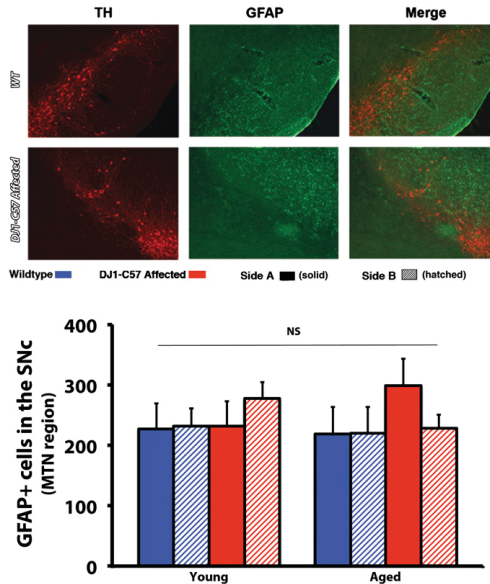 TH GFAP Merge
WT
DJ1-C57 Affected
Wildtype DJ1-C57 Affected Side A (solid) Side B (hatched)
NS
GFAP+ cells in the SNc
(MTN region)
400
300
200
100
0
Young Aged